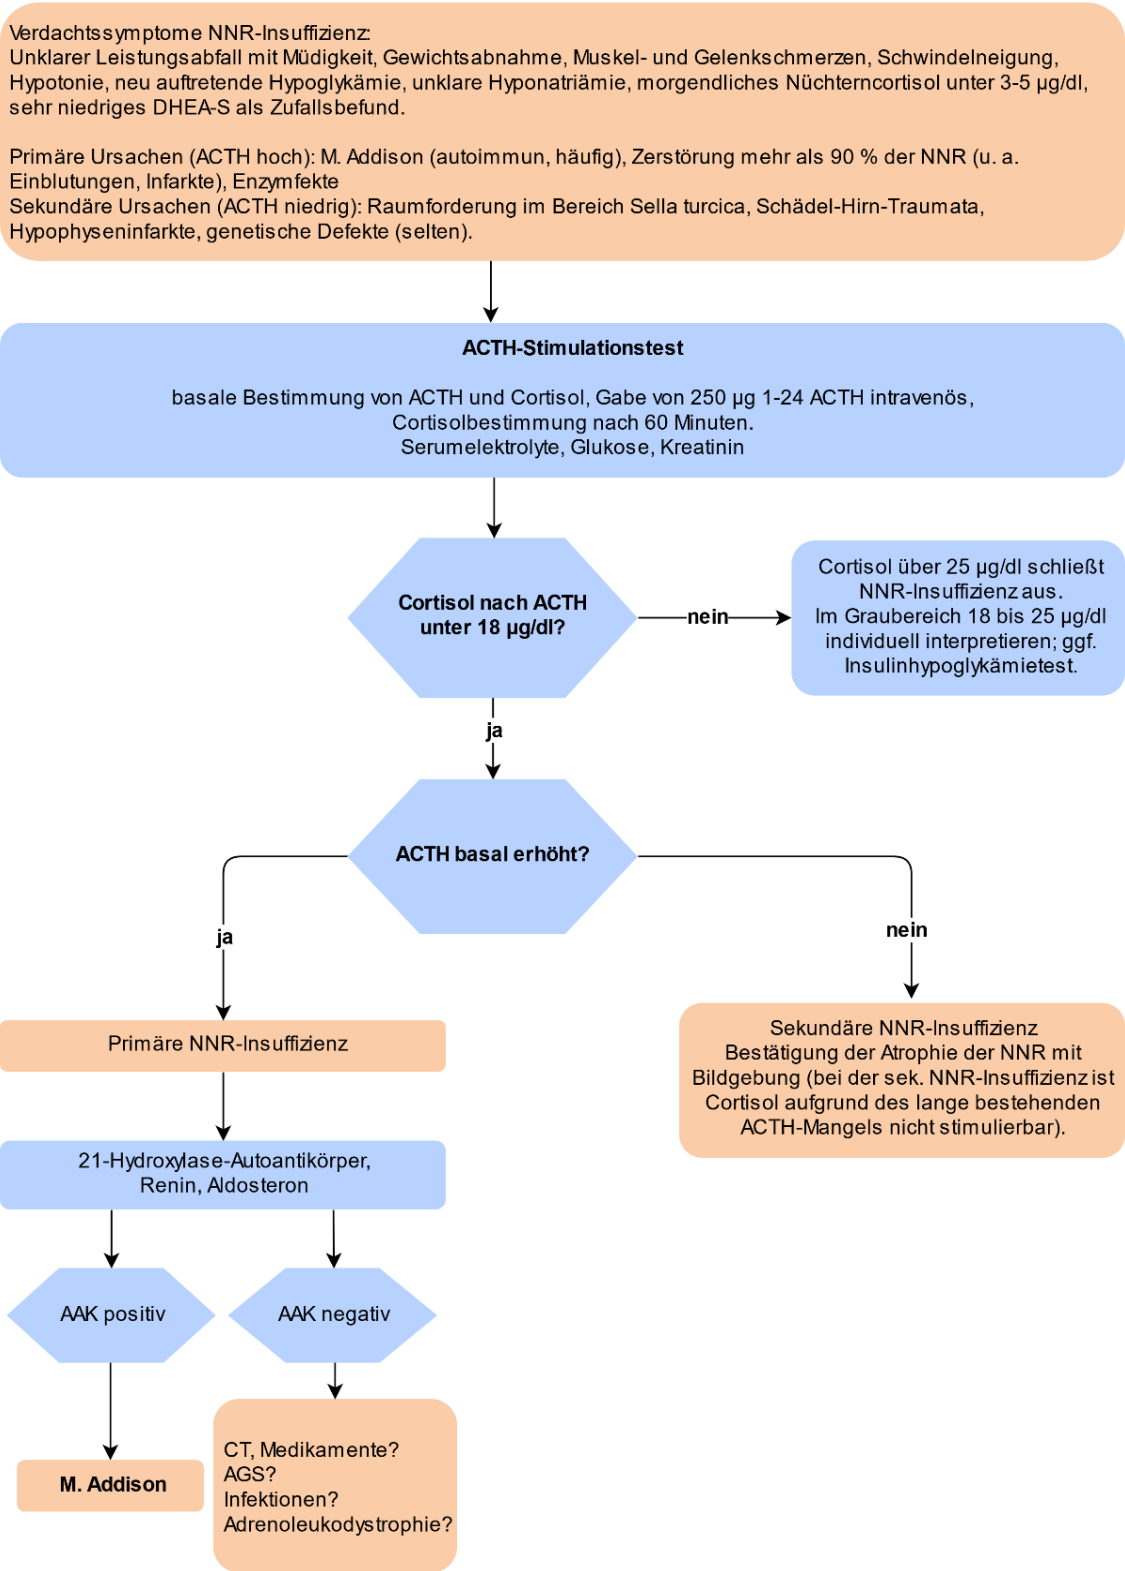 Verdachtssymptome NNR-Insuffizienz:
Unklarer Leistungsabfall mit Müdigkeit, Gewichtsabnahme, Muskel- und Gelenkschmerzen, Schwindelneigung,
Hypotonie, neu auftretende Hypoglykämie, unklare Hyponatriämie, morgendliches Nüchterncortisol unter 3-5 µg/dl,
sehr niedriges DHEA-S als Zufallsbefund.
Primäre Ursachen (ACTH hoch): M. Addison (autoimmun, häufig), Zerstörung mehr als 90 % der NNR (u. a.
Einblutungen, Infarkte), Enzymfekte
Sekundäre Ursachen (ACTH niedrig): Raumforderung im Bereich Sella turcica, Schädel-Hirn-Traumata,
Hypophyseninfarkte, genetische Defekte (selten).
ACTH-Stimulationstest
basale Bestimmung von ACTH und Cortisol, Gabe von 250 µg 1-24 ACTH intravenös,
Cortisolbestimmung nach 60 Minuten.
Serumelektrolyte, Glukose, Kreatinin
Cortisol nach ACTH
unter 18 µg/dl?
nein
Cortisol über 25 µg/dl schließt
NNR-Insuffizienz aus.
Im Graubereich 18 bis 25 µg/dl
individuell interpretieren; ggf.
Insulinhypoglykämietest.
ja
ACTH basal erhöht?
ja
nein
Primäre NNR-Insuffizienz
Sekundäre NNR-Insuffizienz
Bestätigung der Atrophie der NNR mit
Bildgebung (bei der sek. NNR-Insuffizienz ist
Cortisol aufgrund des lange bestehenden
ACTH-Mangels nicht stimulierbar).
21-Hydroxylase-Autoantikörper,
Renin, Aldosteron
AAK positiv
AAK negativ
M. Addison
CT, Medikamente?
AGS?
Infektionen?
Adrenoleukodystrophie?